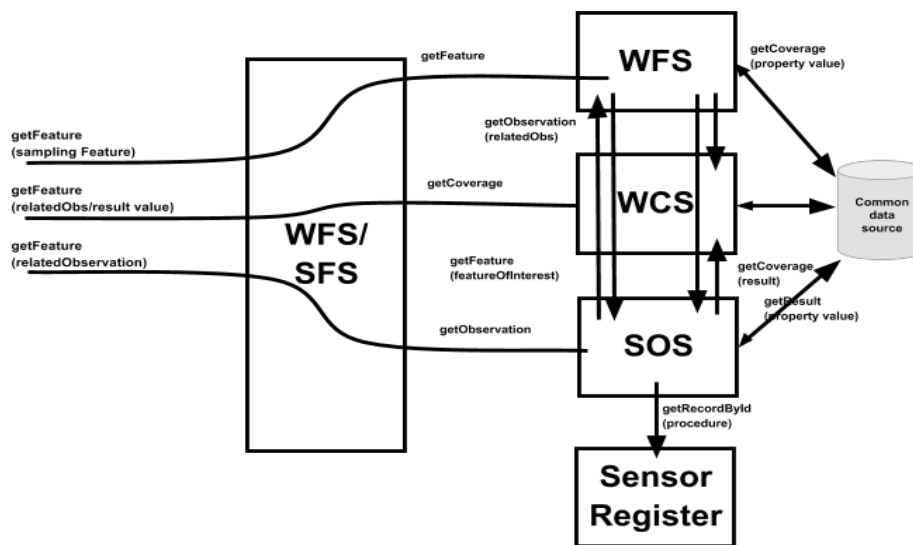 getFeature
WFS
getCoverage
(property value)
getFeature
(sampling Feature)
getObservation
(relatedObs)
getFeature
(relatedObs/result value)
getCoverage
WCS
Common
data
source
WFS/
SFS
getFeature
(relatedObservation)
getFeature
(featureOfInterest)
getCoverage
(result)
getResult
(property value)
getObservation
SOS
getRecordById
(procedure)
Sensor
Register